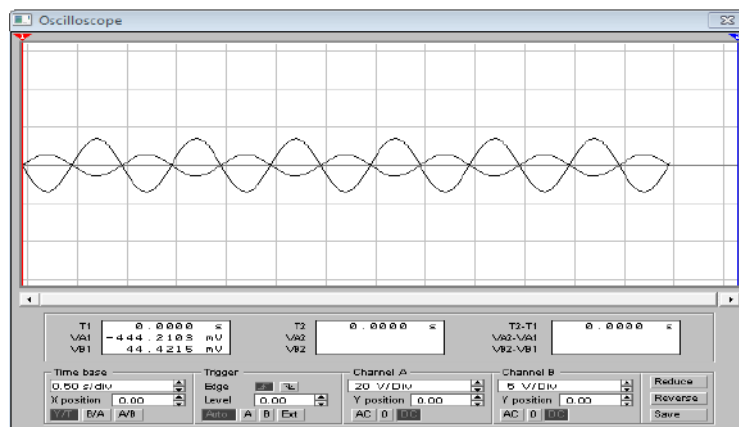 Oscilloscope
1
T1 0.0000 s
VA1 -444.2103 mV
VB1 44.4215 mV
T2 0.0000 s
VA2
VB2
T2-T1 0.0000 s
VA2-VA1
VB2-VB1
Time base
0.50 s/div
X position 0.00
Y/T B/A A/B
Trigger
Edge
Level 0.00
Auto A B Ext
Channel A
20 V/Div
Y position 0.00
AC 0 DC
Channel B
5 V/Div
Y position 0.00
AC 0 DC
Reduce
Reverse
Save